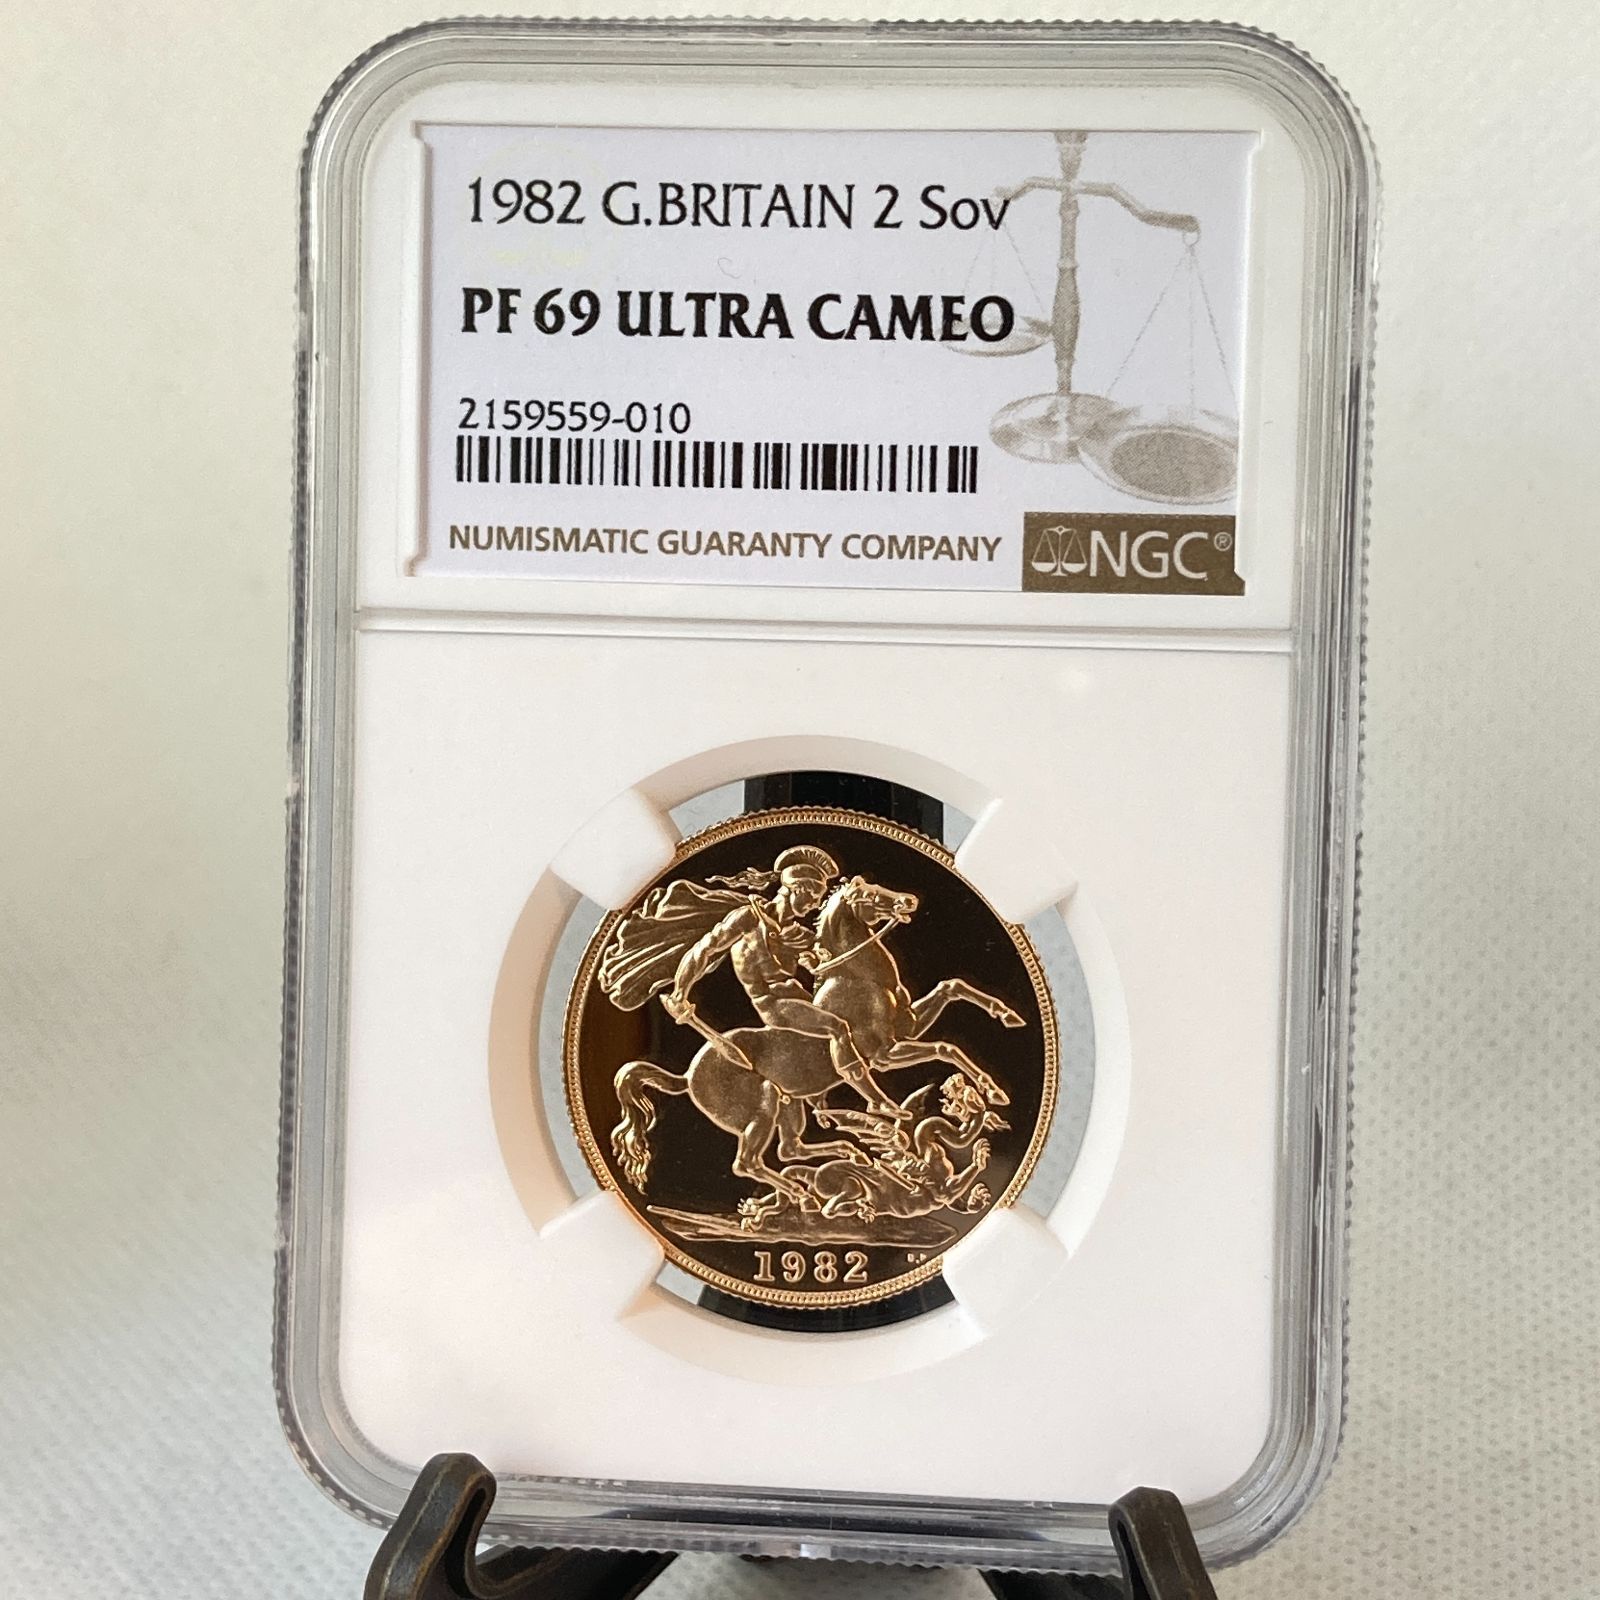 1982 G.BRITAIN 2 Sov
PF 69 ULTRA CAMEO
2159559-010
NUMISMATIC GUARANTY COMPANY
NGC®
1982
B.P.